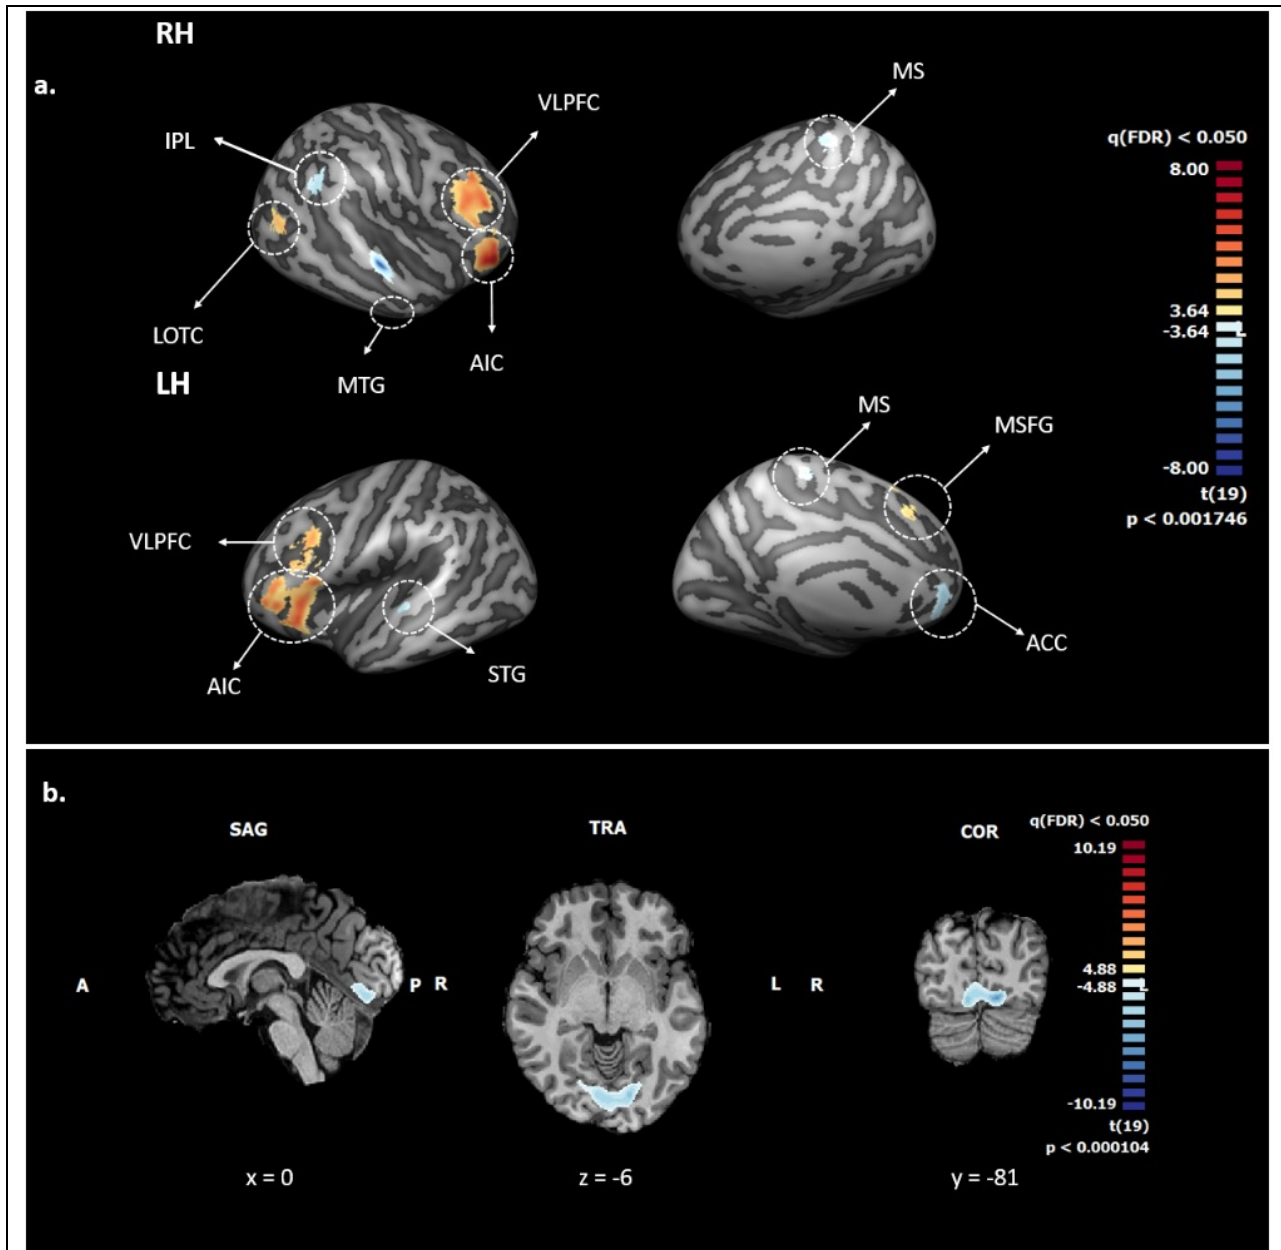 RH
a.
MS
VLPFC
IPL
q(FDR) < 0.050
8.00
3.64
-3.64
L
LOTC
AIC
MTG
LH
MS
MSFG
-8.00
t(19)
p < 0.001746
VLPFC
ACC
STG
AIC
b.
SAG
TRA
COR
q(FDR) < 0.050
10.19
A
P
R
L
R
4.88
-4.88
L
-10.19
t(19)
p < 0.000104
x = 0
z = -6
y = -81